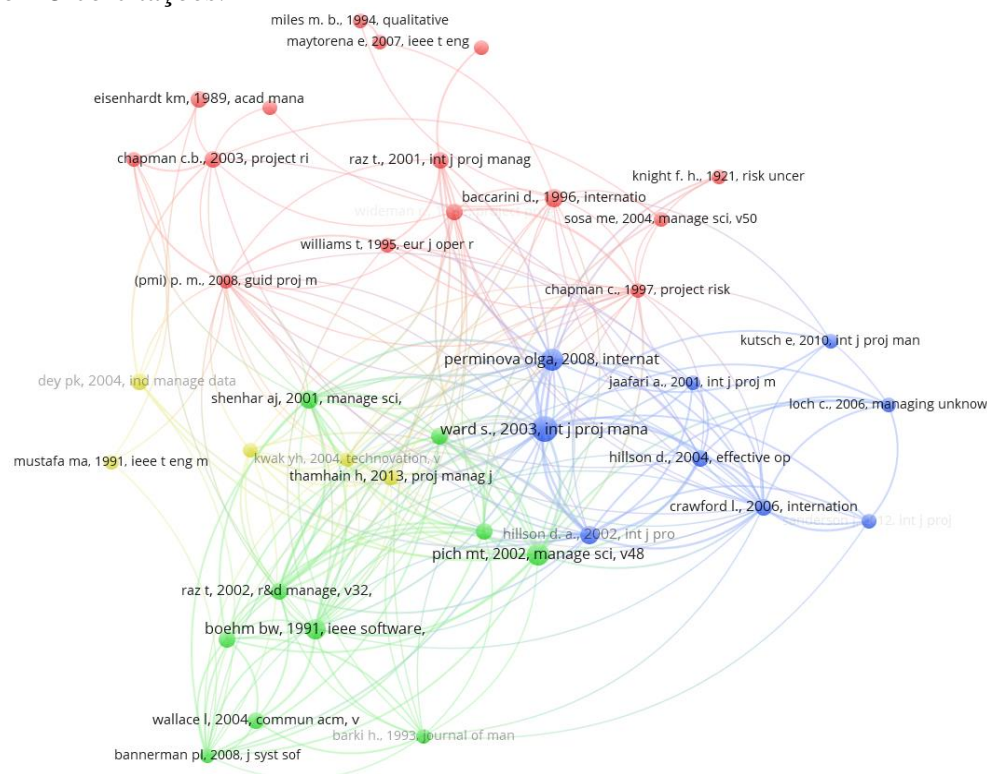 miles m. b., 1994, qualitative
maytorena e, 2007, ieee t eng
eisenhardt km, 1989, acad mana
chapman c.b., 2003, project ri
raz t., 2001, int j proj manag
knight f. h., 1921, risk uncer
baccarini d., 1996, internatio
wideman
sosa me, 2004, manage sci, v50
williams t, 1995. eur j oper r
(pmi) p. m., 2008, guid proj m
chapman c., 1997, project risk
kutsch e, 2010, int j proj man
perminova olga, 2008, internat
dey pk, 2004, ind manage data
jaafari a., 2001, int j proj m
shenhar aj, 2001, manage sci,
loch c., 2006, managing unknow
ward s., 2003, int j proj mana
mustafa ma, 1991, ieee t eng m
kwak yh, 2004, technovation, v
hillson d., 2004, effective op
thamhain h, 2013, proj manag j
crawford l., 2006, internation
int j proj
hillson d. a., 2002, int j pro
pich mt, 2002, manage sci, v48
raz t, 2002, r&d manage, v32,
boehm bw, 1991, ieee software,
wallace l, 2004, commun acm, v
barki h., 1993, journal of man
bannerman pl, 2008, j syst sof